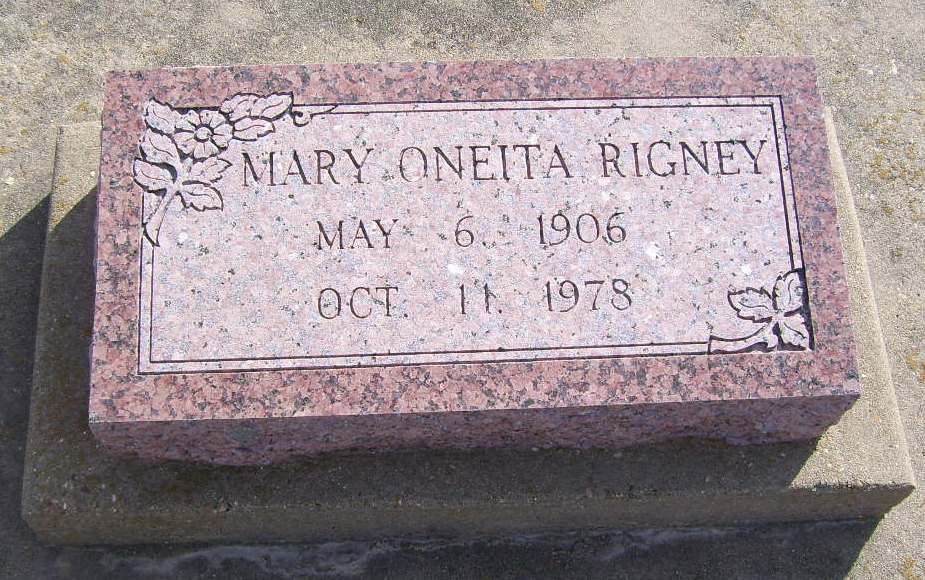 MARY ONEITA RIGNEY
MAY 6. 1906
OCT. 11. 1978